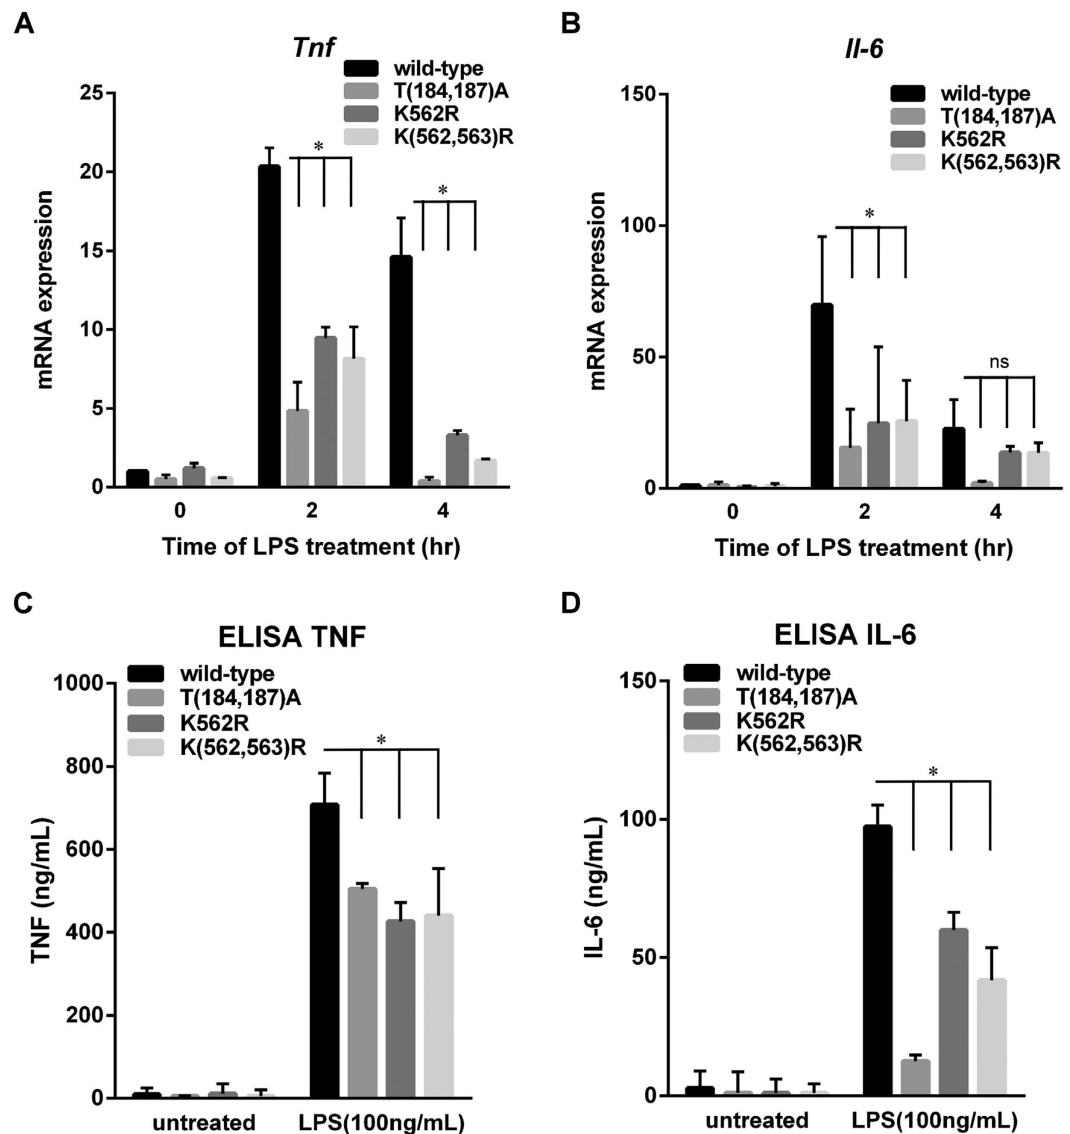 A
Tnf
wild-type
T(184,187)A
K562R
K(562,563)R
25
20
15
10
5
0
mRNA expression
*
*
0
2
4
Time of LPS treatment (hr)
B
Il-6
wild-type
T(184,187)A
K562R
K(562,563)R
150
100
50
0
mRNA expression
*
ns
0
2
4
Time of LPS treatment (hr)
C
ELISA TNF
wild-type
T(184,187)A
K562R
K(562,563)R
1000
800
600
400
200
0
TNF (ng/mL)
*
untreated
LPS(100ng/mL)
D
ELISA IL-6
wild-type
T(184,187)A
K562R
K(562,563)R
150
100
50
0
IL-6 (ng/mL)
*
untreated
LPS(100ng/mL)